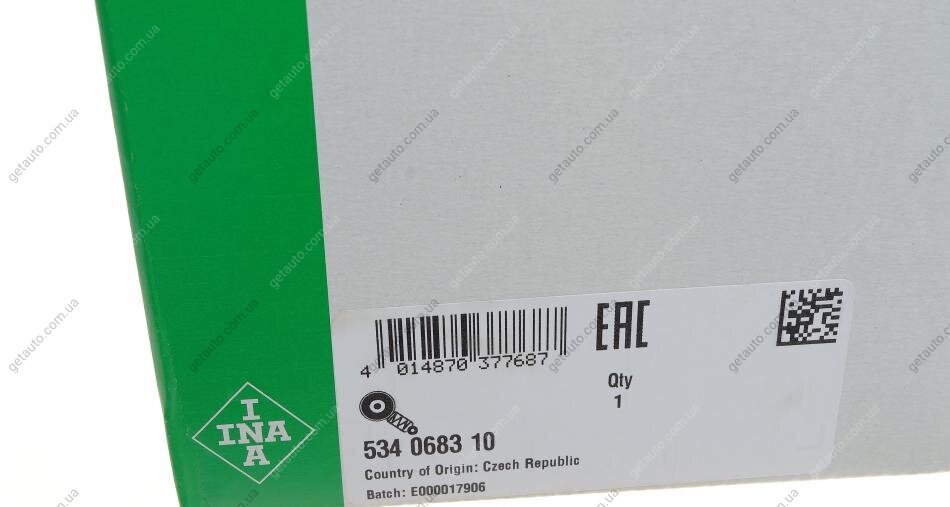 4 014870 377687
EAC
Qty
1
534 0683 10
Country of Origin: Czech Republic
Batch: E000017906
I
INA
A
getauto.com.ua